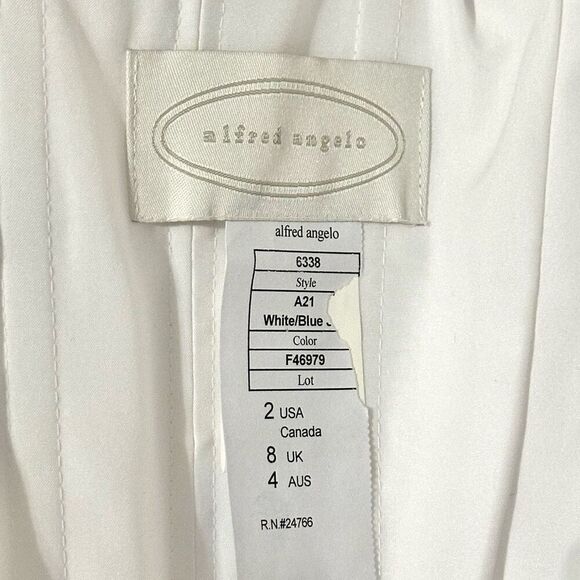 alfred angelo
alfred angelo
6338
Style
A21
White/Blue
Color
F46979
Lot
2 USA
Canada
8 UK
4 AUS
R.N.#24766